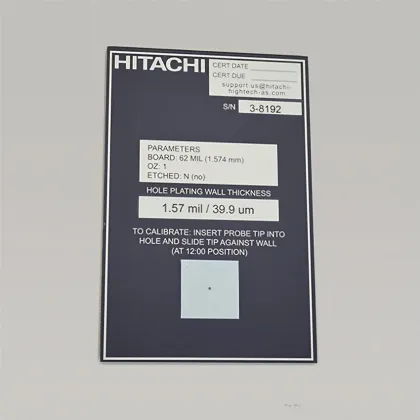 HITACHI
CERT DATE
CERT DUE
support.us@hitachi-
hightech-as.com
S/N 3-8192
PARAMETERS
BOARD: 62 MIL (1.574 mm)
OZ: 1
ETCHED: N (no)
HOLE PLATING WALL THICKNESS
1.57 mil / 39.9 um
TO CALIBRATE: INSERT PROBE TIP INTO
HOLE AND SLIDE TIP AGAINST WALL
(AT 12:00 POSITION)